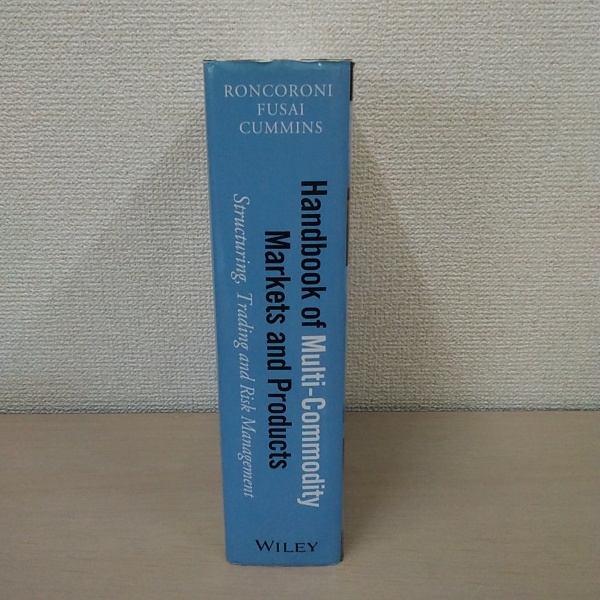 RONCORONI
FUSAI
CUMMINS
Handbook of Multi-Commodity
Markets and Products
Structuring, Trading and Risk Management
WILEY